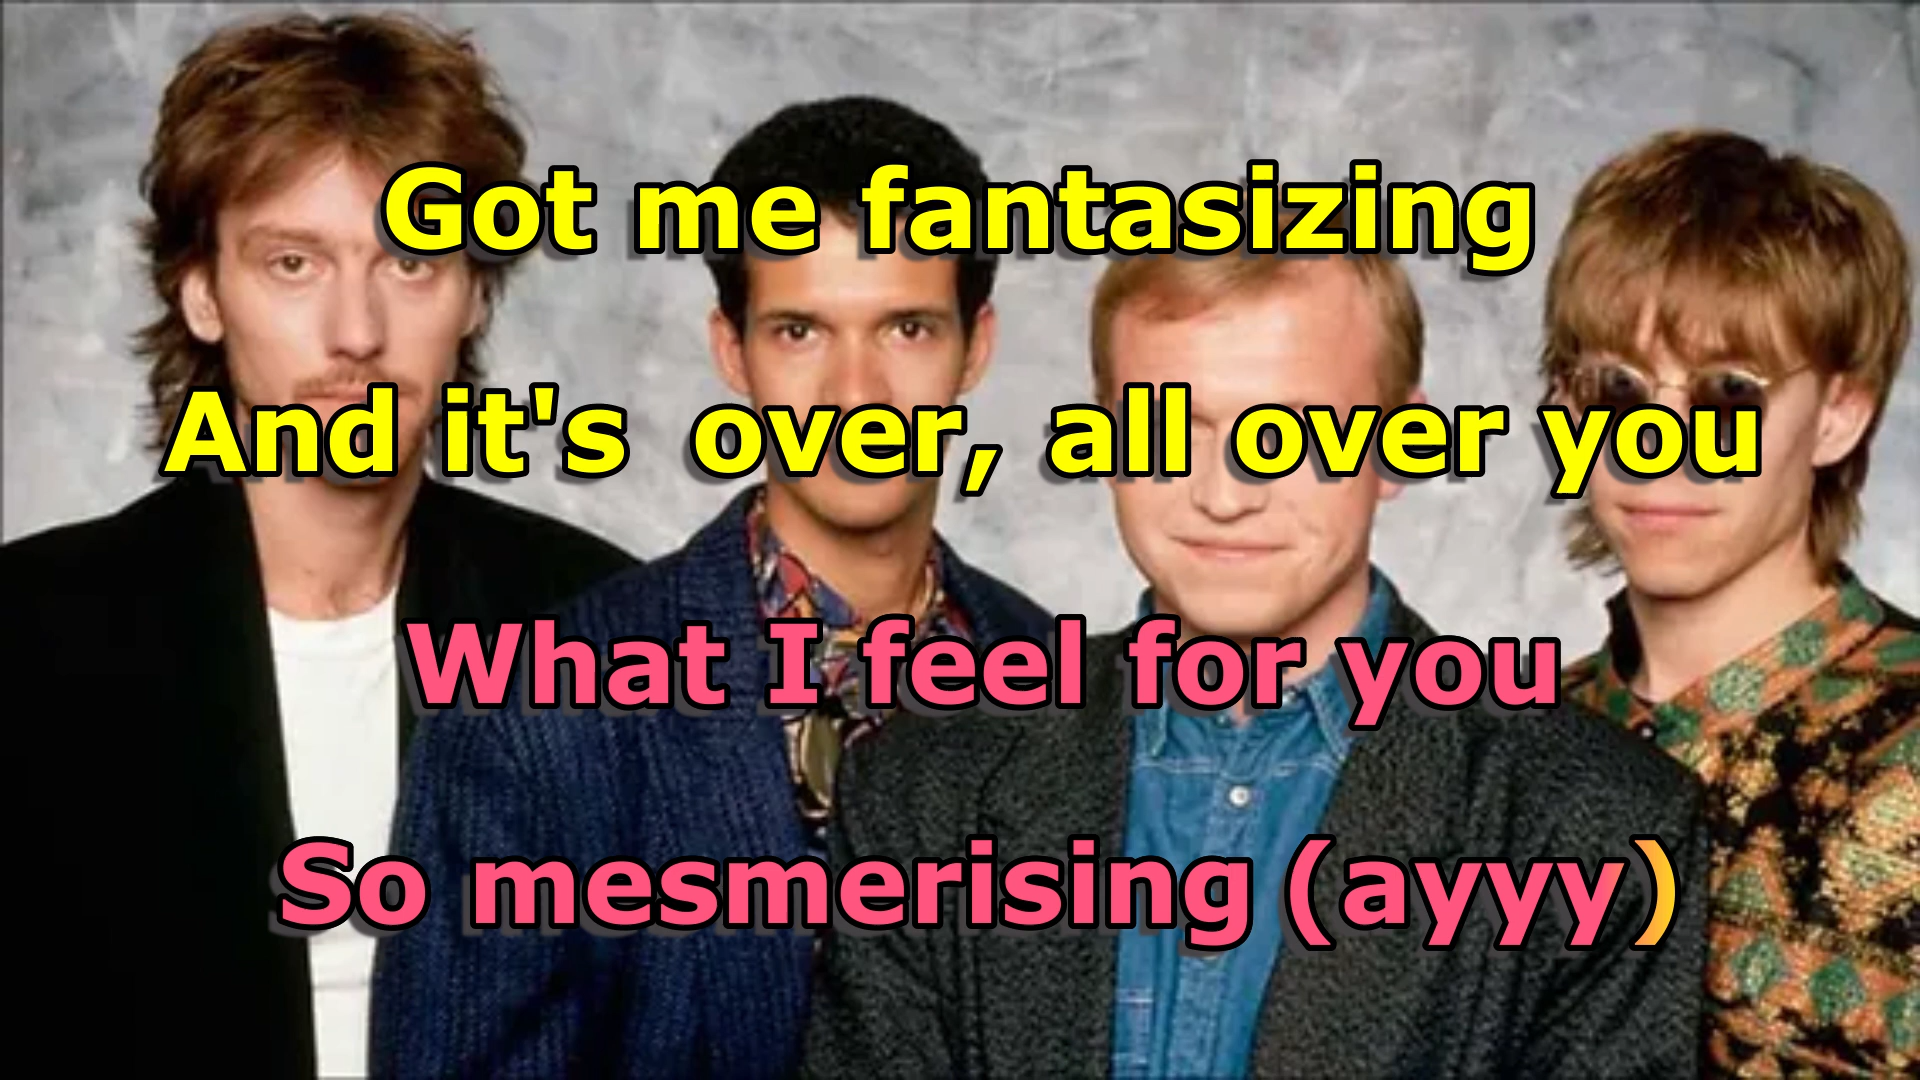 Got me fantasizing
And it's over, all over you
What I feel for you
So mesmerising (ayyy)